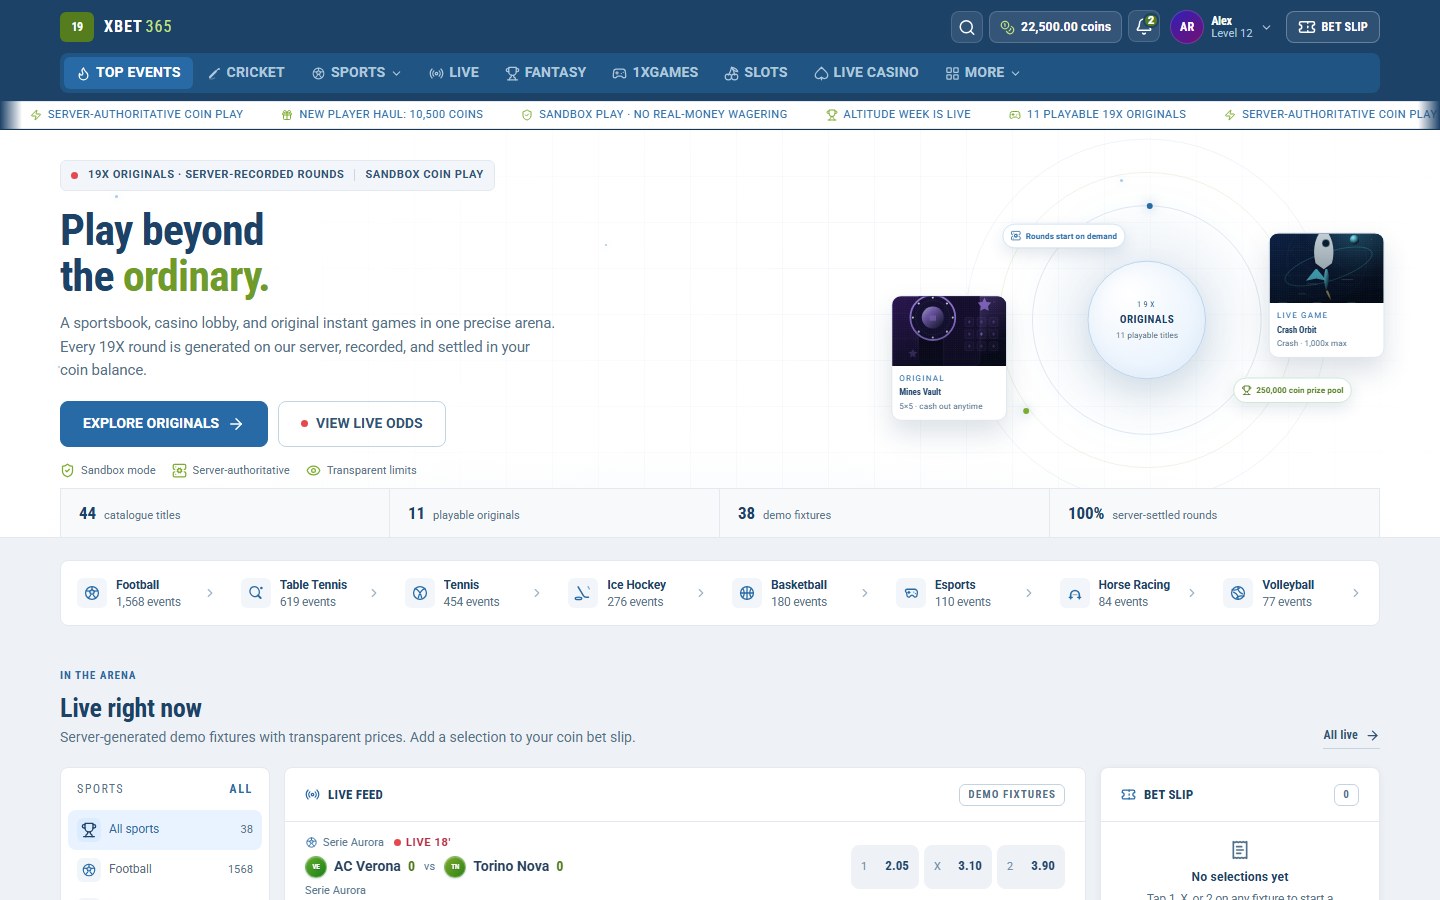 19 XBET 365
22,500.00 coins
2
AR
Alex
Level 12
BET SLIP
TOP EVENTS
CRICKET
SPORTS
LIVE
FANTASY
1XGAMES
SLOTS
LIVE CASINO
MORE
SERVER-AUTHORITATIVE COIN PLAY
NEW PLAYER HAUL: 10,500 COINS
SANDBOX PLAY · NO REAL-MONEY WAGERING
ALTITUDE WEEK IS LIVE
11 PLAYABLE 19X ORIGINALS
SERVER-AUTHORITATIVE COIN PLAY
19X ORIGINALS · SERVER-RECORDED ROUNDS | SANDBOX COIN PLAY
Play beyond
the ordinary.
A sportsbook, casino lobby, and original instant games in one precise arena.
Every 19X round is generated on our server, recorded, and settled in your
coin balance.
EXPLORE ORIGINALS
VIEW LIVE ODDS
Sandbox mode
Server-authoritative
Transparent limits
Rounds start on demand
19X
ORIGINALS
11 playable titles
ORIGINAL
Mines Vault
5×5 · cash out anytime
LIVE GAME
Crash Orbit
Crash · 1,000x max
250,000 coin prize pool
44 catalogue titles
11 playable originals
38 demo fixtures
100% server-settled rounds
Football
1,568 events
Table Tennis
619 events
Tennis
454 events
Ice Hockey
276 events
Basketball
180 events
Esports
110 events
Horse Racing
84 events
Volleyball
77 events
IN THE ARENA
Live right now
Server-generated demo fixtures with transparent prices. Add a selection to your coin bet slip.
All live
SPORTS ALL
All sports 38
Football 1568
LIVE FEED
DEMO FIXTURES
Serie Aurora LIVE 18'
VE AC Verona 0 vs TN Torino Nova 0
Serie Aurora
1 2.05
X 3.10
2 3.90
BET SLIP 0
No selections yet
Tap 1, X, or 2 on any fixture to start a